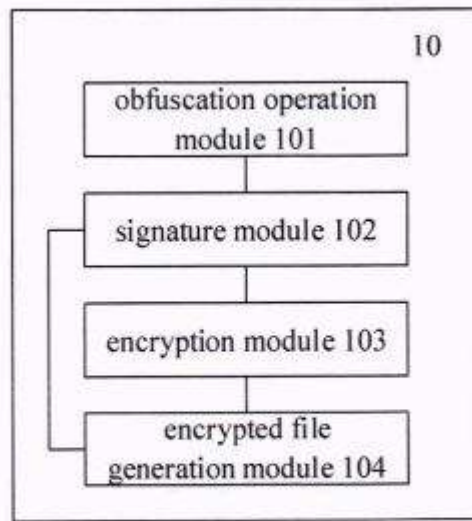 10
obfuscation operation
module 101
signature module 102
encryption module 103
encrypted file
generation module 104